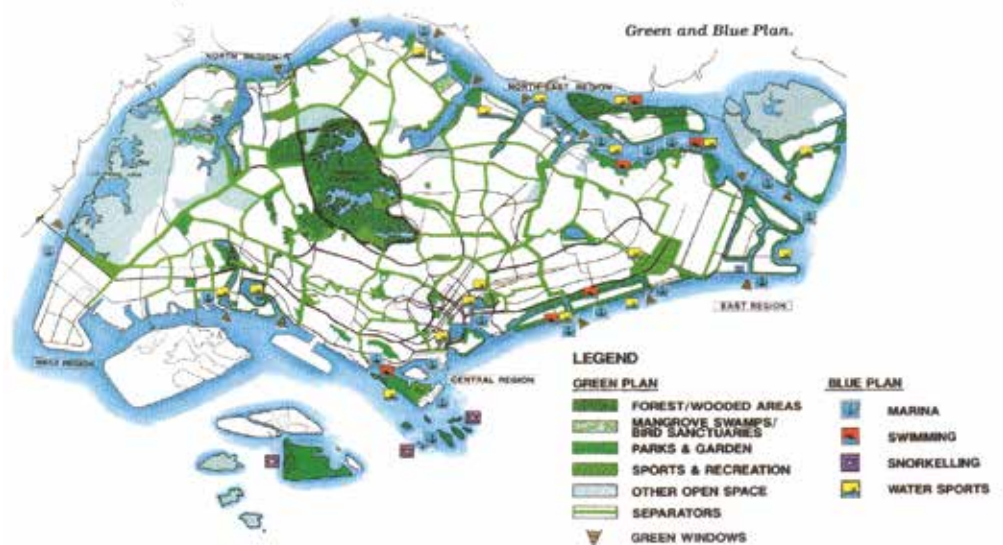 Green and Blue Plan.
NORTH REGION
NORTH-EAST REGION
EAST REGION
WEST REGION
CENTRAL REGION
LEGEND
GREEN PLAN
FOREST/WOODED AREAS
MANGROVE SWAMPS/
BIRD SANCTUARIES
PARKS & GARDEN
SPORTS & RECREATION
OTHER OPEN SPACE
SEPARATORS
GREEN WINDOWS
BLUE PLAN
MARINA
SWIMMING
SNORKELLING
WATER SPORTS